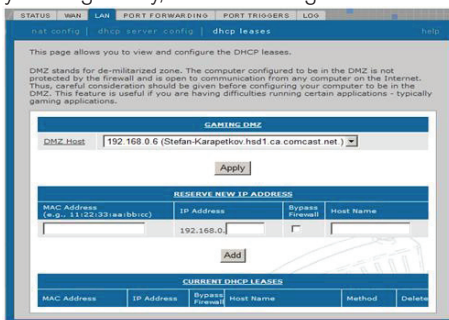 STATUS WAN LAN PORT FORWARDING PORT TRIGGERS LOG
nat config | dhcp server config | dhcp leases help
This page allows you to view and configure the DHCP leases.
DMZ stands for de-militarized zone. The computer configured to be in the DMZ is not
protected by the firewall and is open to communication from any computer on the Internet.
Thus, careful consideration should be given before configuring your computer to be in the
DMZ. This feature is useful if you are having difficulties running certain applications - typically
gaming applications.
GAMING DMZ
DMZ Host 192.168.0.6 (Stefan-Karapetkov.hsd1.ca.comcast.net )
Apply
RESERVE NEW IP ADDRESS
MAC Address IP Address Bypass Host Name
(e.g., 11:22:33:aa:bb:cc) Firewall
192.168.0.
Add
CURRENT DHCP LEASES
MAC Address IP Address Bypass Host Name Method Delete
Firewall